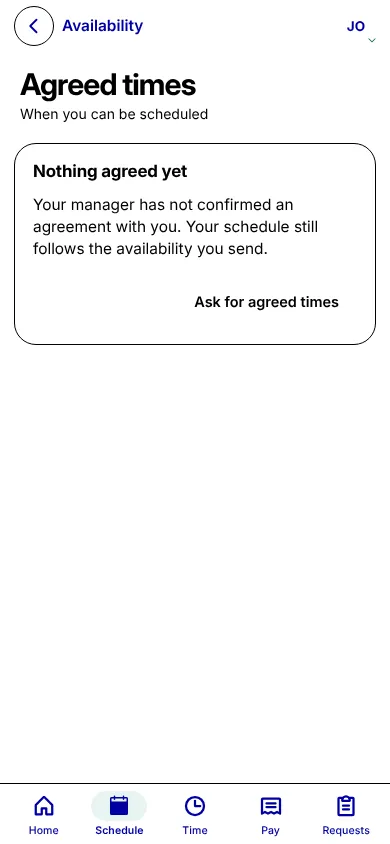 Availability
JO
Agreed times
When you can be scheduled
Nothing agreed yet
Your manager has not confirmed an
agreement with you. Your schedule still
follows the availability you send.
Ask for agreed times
Home
Schedule
Time
Pay
Requests